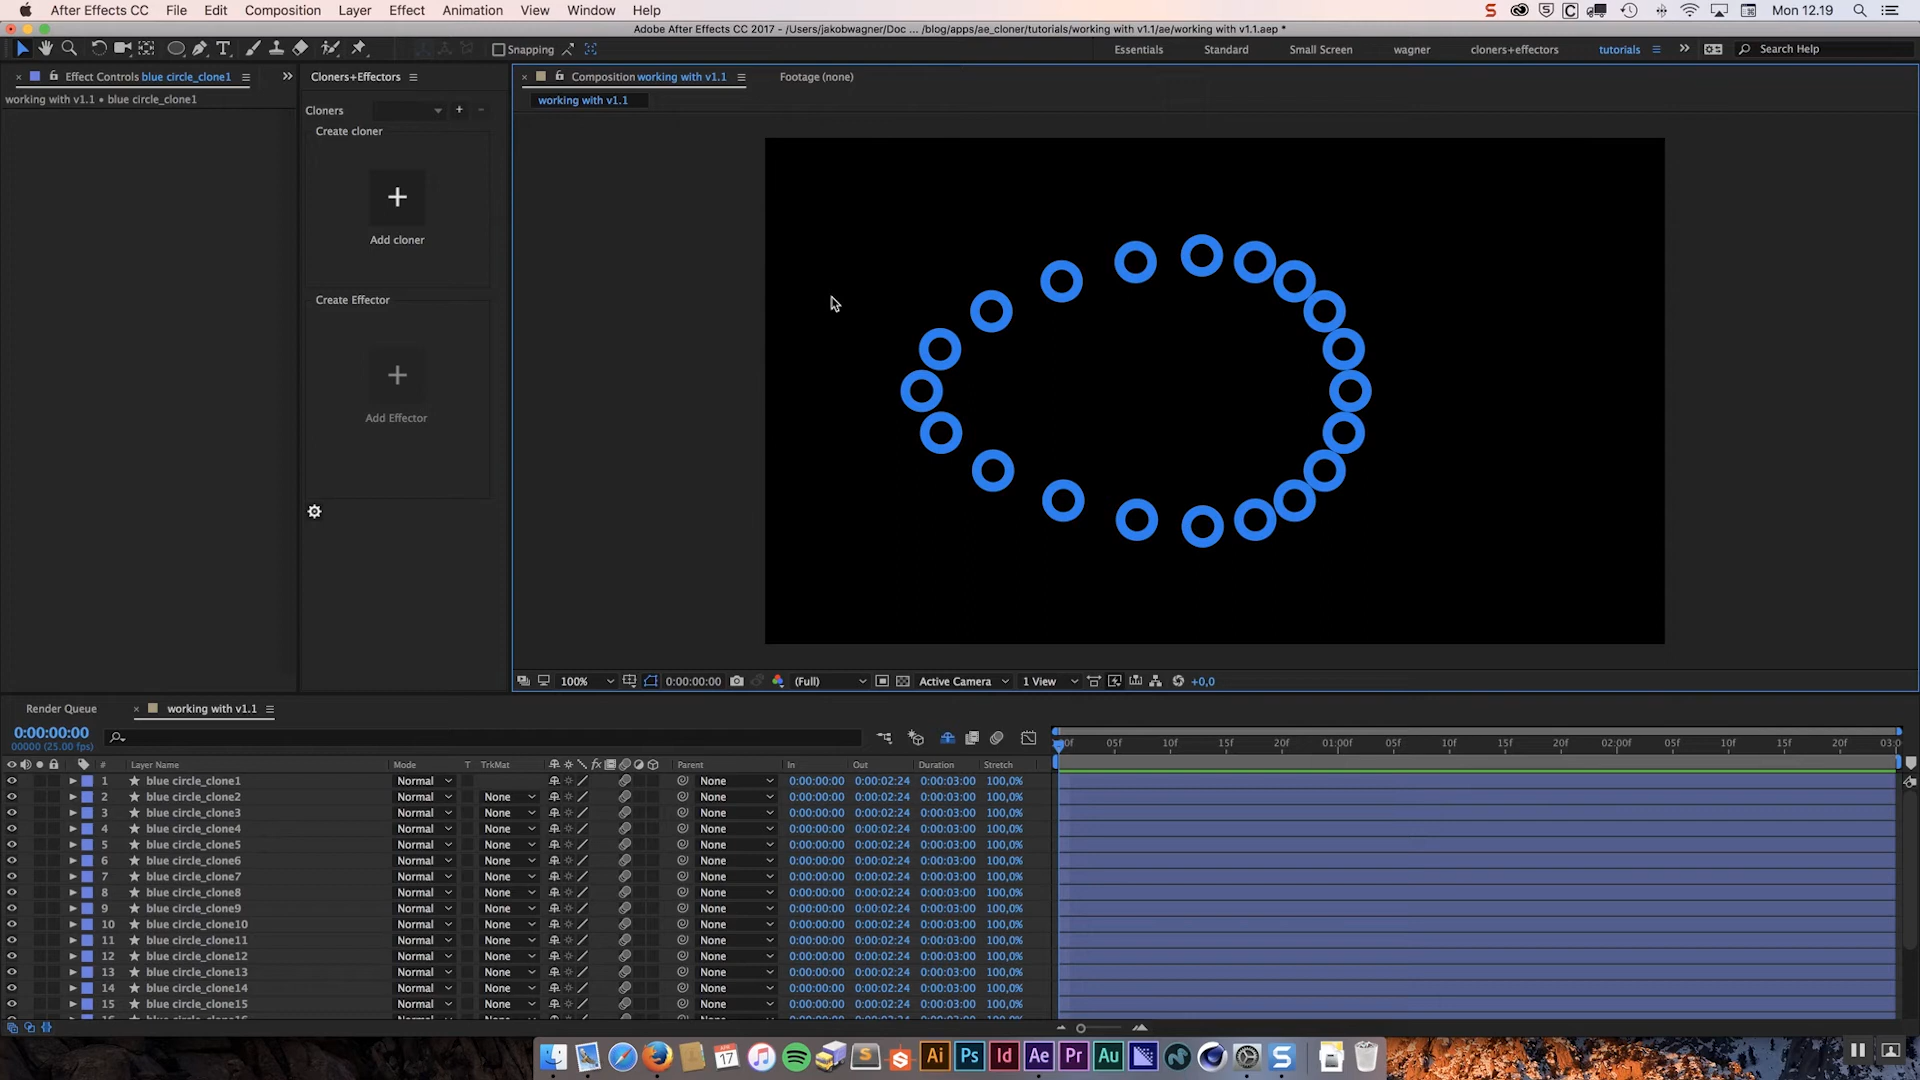 After Effects CC File Edit Composition Layer Effect Animation View Window Help Mon 12.19
Adobe After Effects CC 2017 - /Users/jakobwagner/Doc ... /blog/apps/ae_cloner/tutorials/working with v1.1/ae/working with v1.1.aep *
Snapping Essentials Standard Small Screen wagner cloners+effectors tutorials Search Help
Effect Controls blue circle_clone1 Cloners+Effectors Composition working with v1.1 Footage (none)
working with v1.1 • blue circle_clone1 working with v1.1
Cloners
Create cloner
Add cloner
Create Effector
Add Effector
100% 0:00:00:00 (Full) Active Camera 1 View +0,0
Render Queue working with v1.1
0:00:00:00
00000 (25.00 fps)
05f 10f 15f 20f 01:00f 05f 10f 15f 20f 02:00f 05f 10f 15f 20f 03:0
# Layer Name Mode T TrkMat Parent In Out Duration Stretch
1 blue circle_clone1 Normal None 0:00:00:00 0:00:02:24 0:00:03:00 100,0%
2 blue circle_clone2 Normal None None 0:00:00:00 0:00:02:24 0:00:03:00 100,0%
3 blue circle_clone3 Normal None None 0:00:00:00 0:00:02:24 0:00:03:00 100,0%
4 blue circle_clone4 Normal None None 0:00:00:00 0:00:02:24 0:00:03:00 100,0%
5 blue circle_clone5 Normal None None 0:00:00:00 0:00:02:24 0:00:03:00 100,0%
6 blue circle_clone6 Normal None None 0:00:00:00 0:00:02:24 0:00:03:00 100,0%
7 blue circle_clone7 Normal None None 0:00:00:00 0:00:02:24 0:00:03:00 100,0%
8 blue circle_clone8 Normal None None 0:00:00:00 0:00:02:24 0:00:03:00 100,0%
9 blue circle_clone9 Normal None None 0:00:00:00 0:00:02:24 0:00:03:00 100,0%
10 blue circle_clone10 Normal None None 0:00:00:00 0:00:02:24 0:00:03:00 100,0%
11 blue circle_clone11 Normal None None 0:00:00:00 0:00:02:24 0:00:03:00 100,0%
12 blue circle_clone12 Normal None None 0:00:00:00 0:00:02:24 0:00:03:00 100,0%
13 blue circle_clone13 Normal None None 0:00:00:00 0:00:02:24 0:00:03:00 100,0%
14 blue circle_clone14 Normal None None 0:00:00:00 0:00:02:24 0:00:03:00 100,0%
15 blue circle_clone15 Normal None None 0:00:00:00 0:00:02:24 0:00:03:00 100,0%
17 Ai Ps Id Ae Pr Au